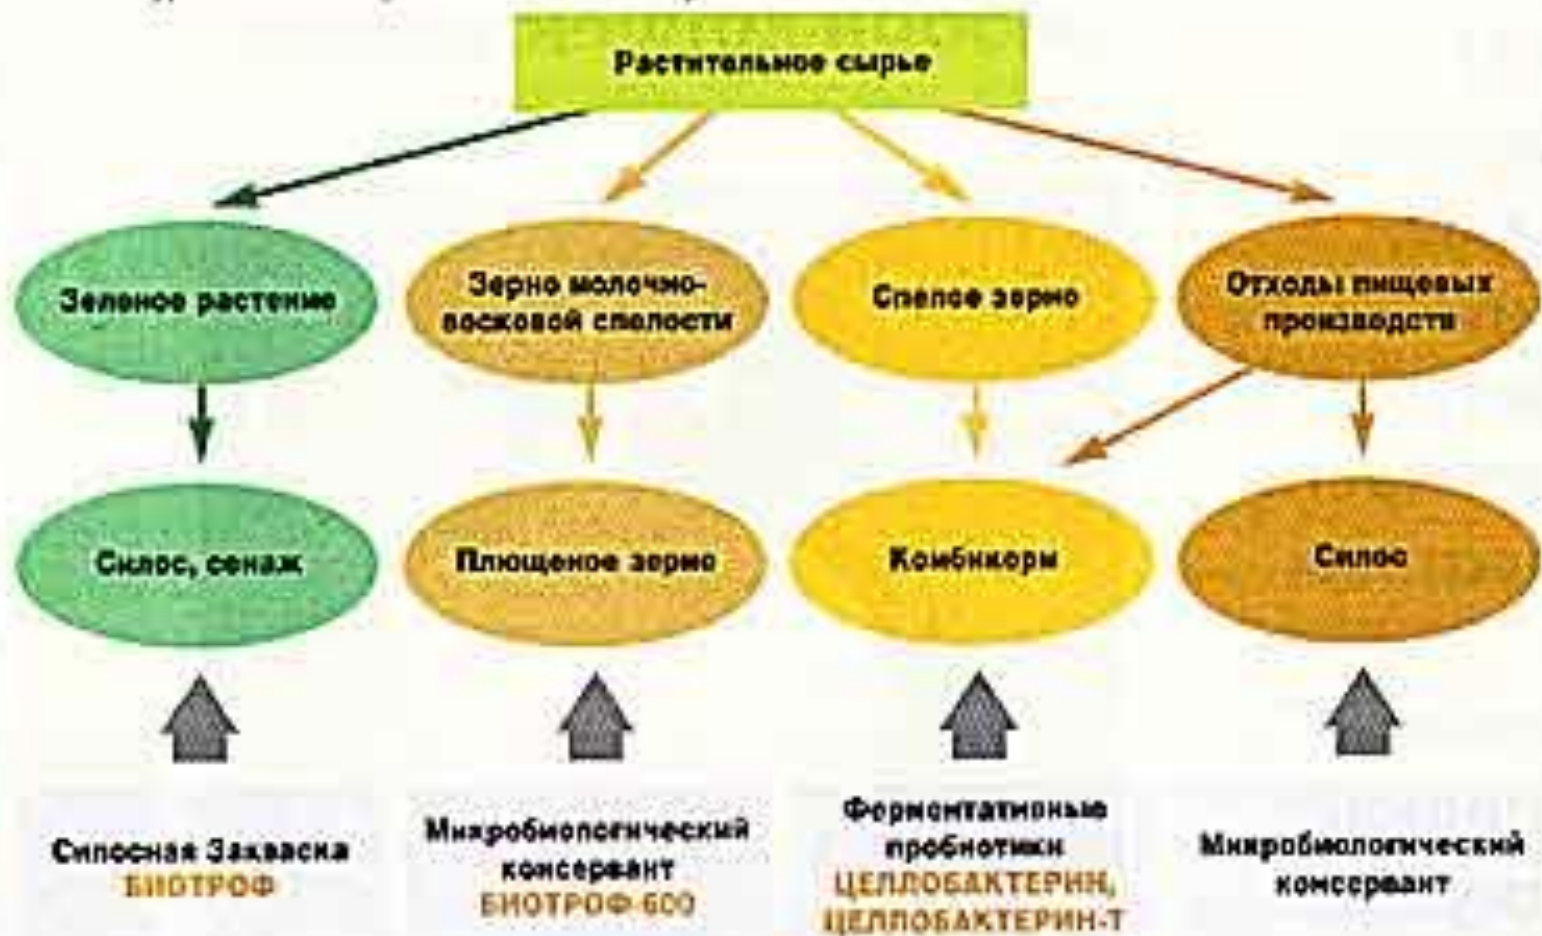 Растительное сырье
Зеленое растение
Зерно молочно-
восковой спелости
Спелое зерно
Отходы пищевых
производств
Силос, сенаж
Плющеное зерно
Комбикорм
Силос
Силосная Закваска
БИОТРОФ
Микробиологический
консервант
БИОТРОФ-600
Ферментативные
пробиотики
ЦЕЛЛОБАКТЕРИН,
ЦЕЛЛОБАКТЕРИН-Т
Микробиологический
консервант